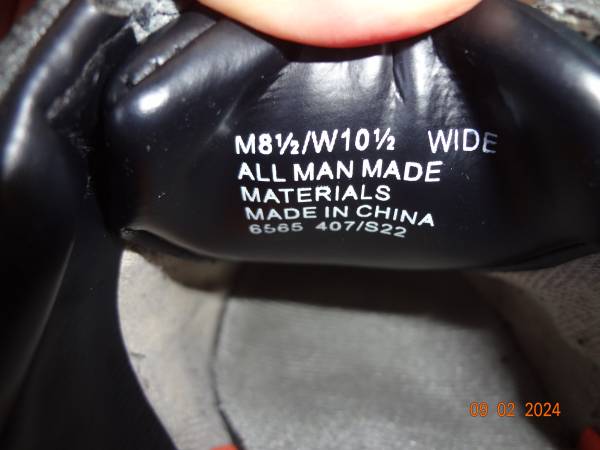 M8½/W10½ WIDE
ALL MAN MADE
MATERIALS
MADE IN CHINA
6565 407/S22
09 02 2024